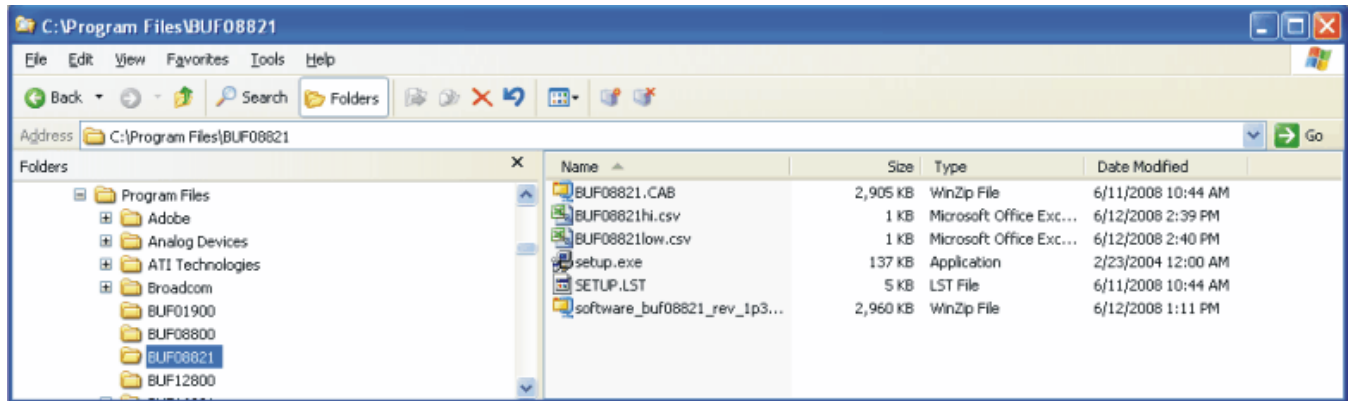 C:\Program Files\BUF08821
File Edit View Favorites Tools Help
Back Search Folders
Address C:\Program Files\BUF08821 Go
Folders X Name Size Type Date Modified
Program Files
Adobe
Analog Devices
ATI Technologies
Broadcom
BUF01900
BUF08800
BUF08821
BUF12800
BUF08821.CAB 2,905 KB WinZip File 6/11/2008 10:44 AM
BUF08821hi.csv 1 KB Microsoft Office Exc... 6/12/2008 2:39 PM
BUF08821low.csv 1 KB Microsoft Office Exc... 6/12/2008 2:40 PM
setup.exe 137 KB Application 2/23/2004 12:00 AM
SETUP.LST 5 KB LST File 6/11/2008 10:44 AM
software_buf08821_rev_1p3... 2,960 KB WinZip File 6/12/2008 1:11 PM